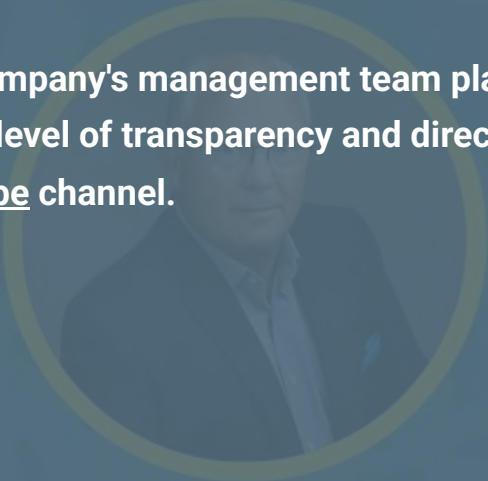 mpany's management team pla
level of transparency and direc
be channel.